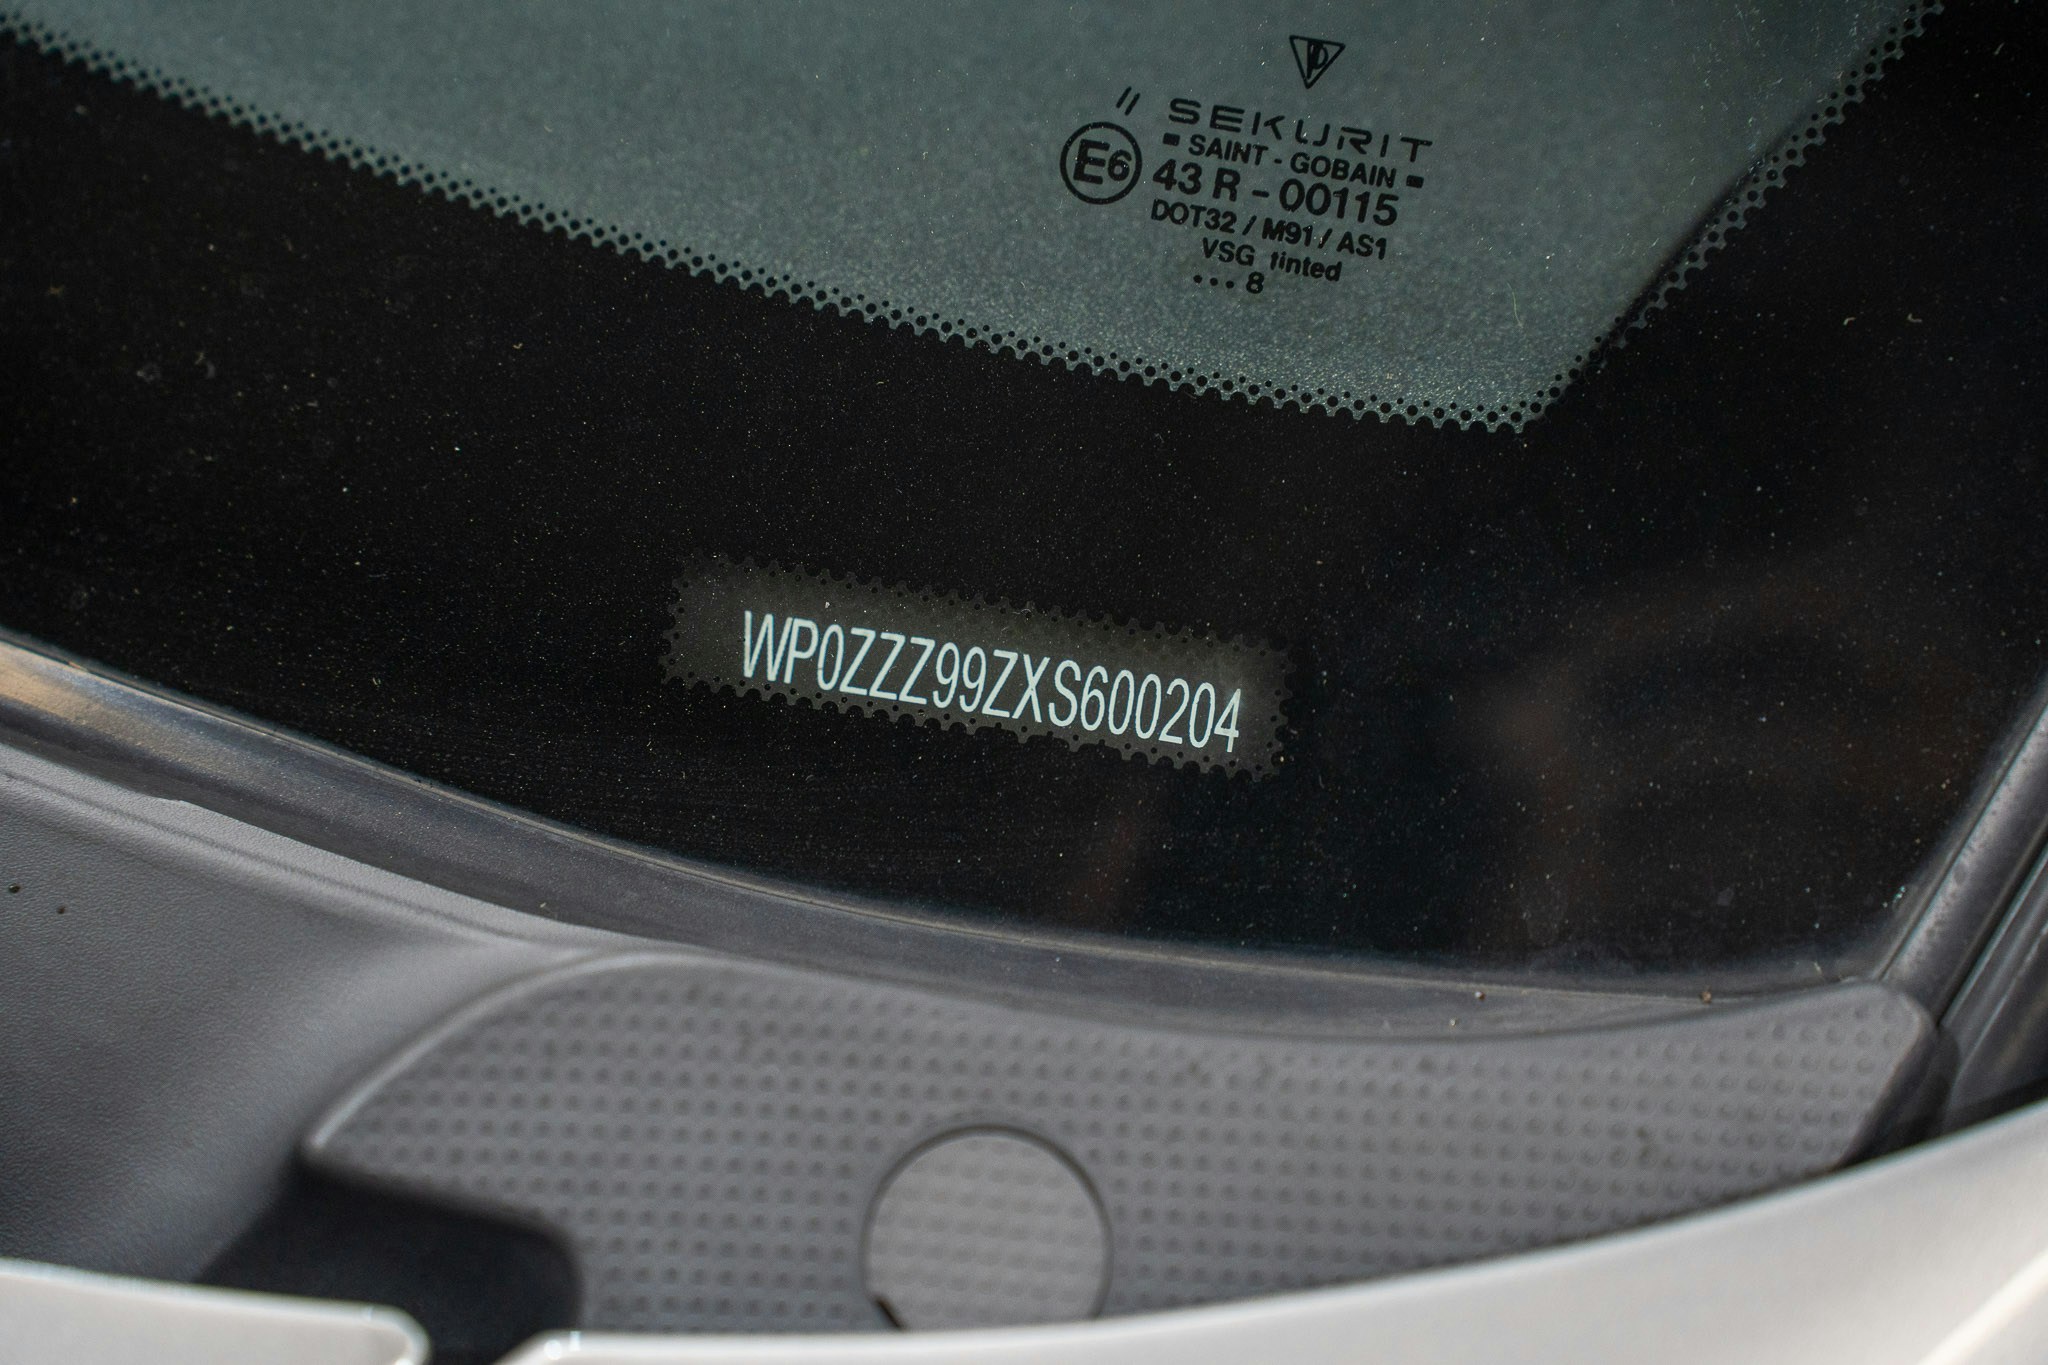 SEKURIT
SAINT - GOBAIN
E6 43 R - 00115
DOT32 / M91 / AS1
VSG tinted
... 8
WP0ZZZ99ZXS600204